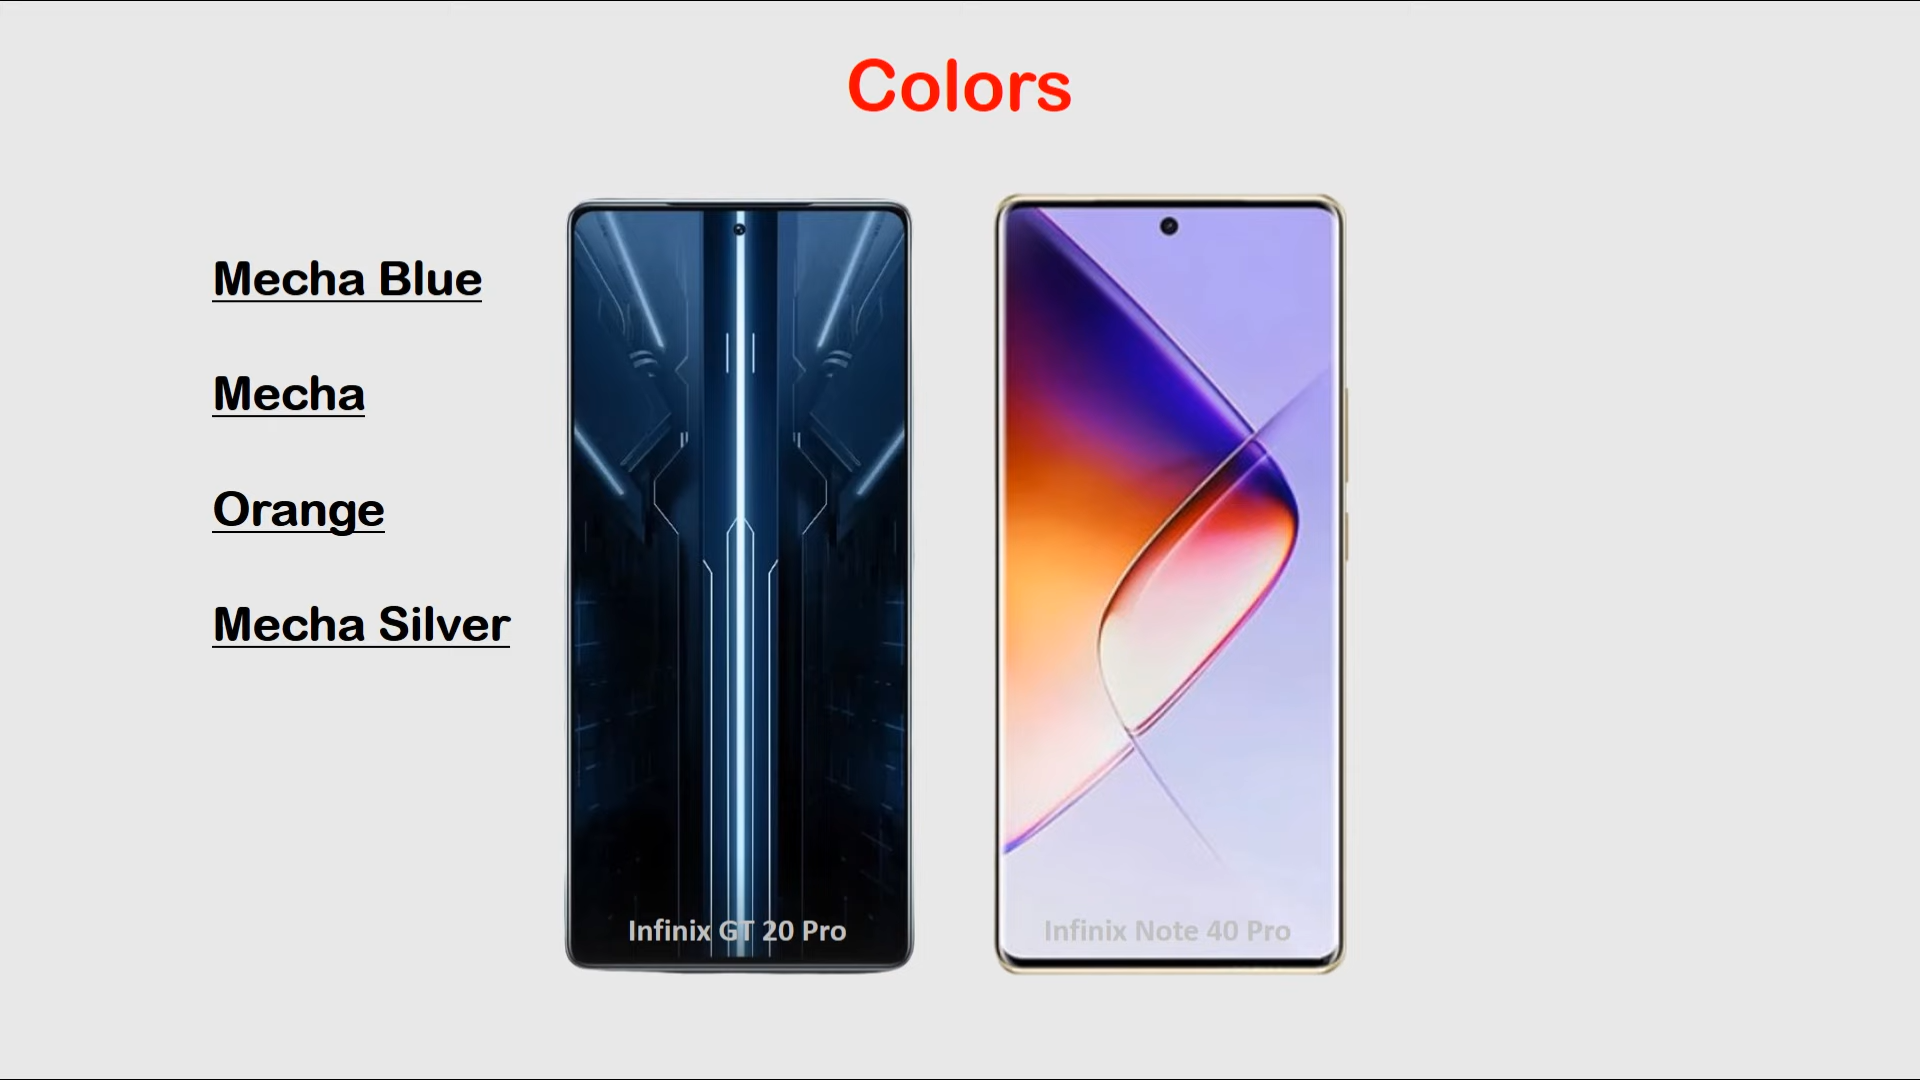 Colors
Mecha Blue
Mecha
Orange
Mecha Silver
Infinix GT 20 Pro
Infinix Note 40 Pro